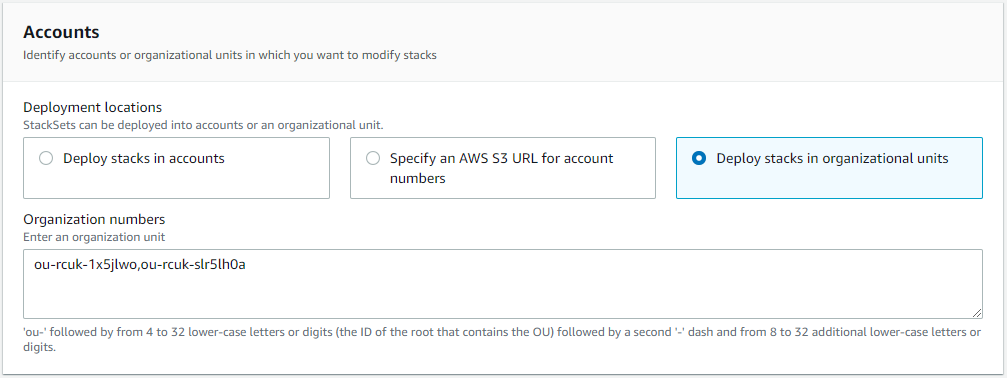 Accounts
Identify accounts or organizational units in which you want to modify stacks
Deployment locations
StackSets can be deployed into accounts or an organizational unit.
Deploy stacks in accounts
Specify an AWS S3 URL for account
numbers
Deploy stacks in organizational units
Organization numbers
Enter an organization unit
ou-rcuk-1x5jlwo,ou-rcuk-slr5lh0a
'ou-' followed by from 4 to 32 lower-case letters or digits (the ID of the root that contains the OU) followed by a second '-' dash and from 8 to 32 additional lower-case letters or
digits.